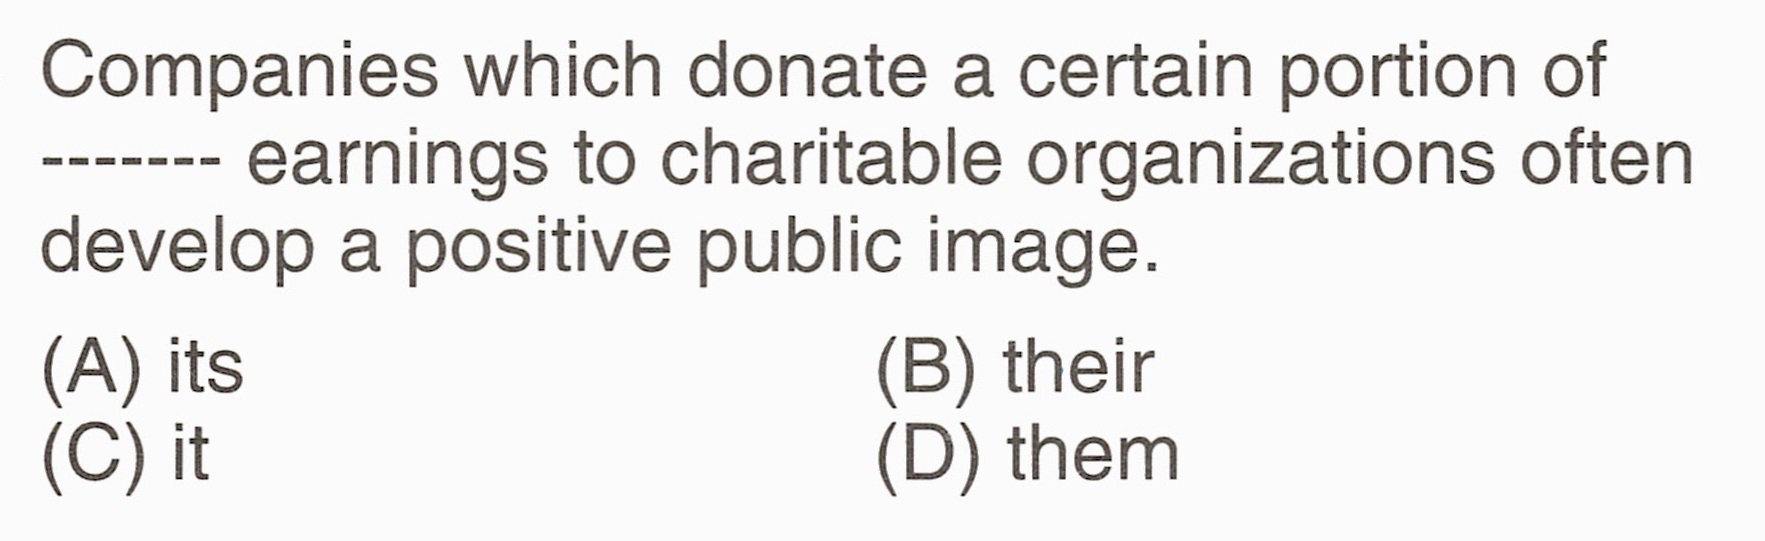 Companies which donate a certain portion of
------- earnings to charitable organizations often
develop a positive public image.
(A) its (B) their
(C) it (D) them